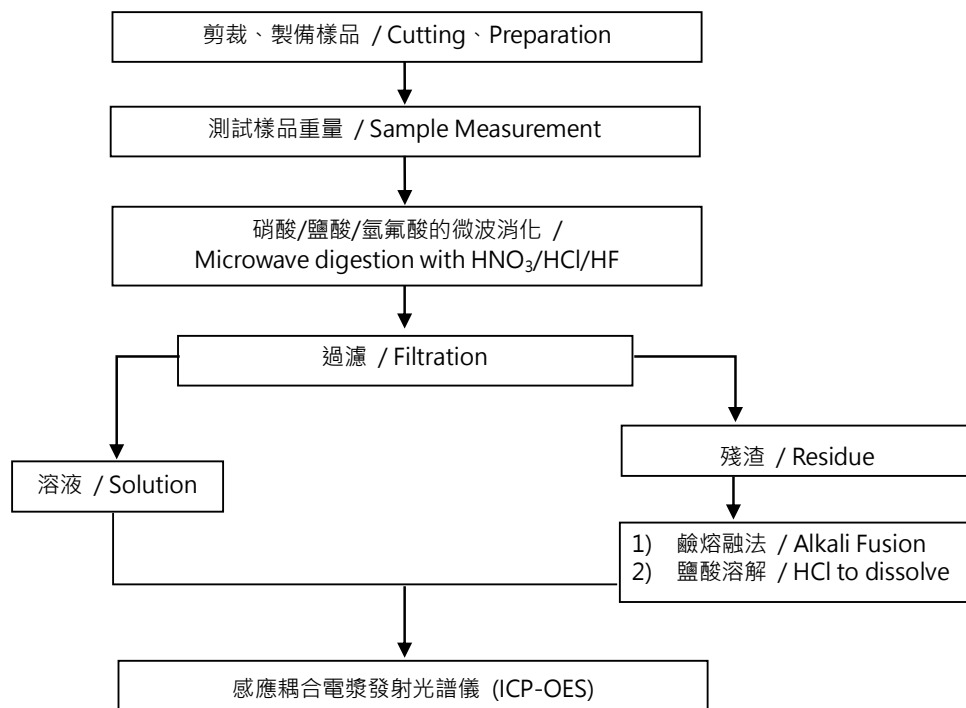 剪裁、製備樣品 / Cutting、Preparation
測試樣品重量 / Sample Measurement
硝酸/鹽酸/氫氟酸的微波消化 /
Microwave digestion with HNO₃/HCl/HF
過濾 / Filtration
溶液 / Solution
殘渣 / Residue
1) 鹼熔融法 / Alkali Fusion
2) 鹽酸溶解 / HCl to dissolve
感應耦合電漿發射光譜儀 (ICP-OES)